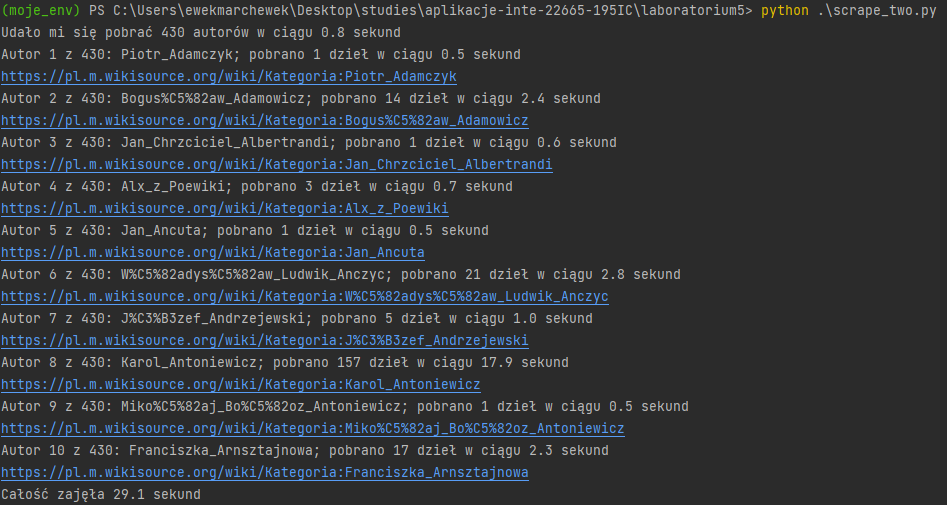 (moje_env) PS C:\Users\ewekmarchewek\Desktop\studies\aplikacje-inte-22665-195IC\laboratorium5> python .\scrape_two.py
Udało mi się pobrać 430 autorów w ciągu 0.8 sekund
Autor 1 z 430: Piotr_Adamczyk; pobrano 1 dzieł w ciągu 0.5 sekund
https://pl.m.wikisource.org/wiki/Kategoria:Piotr_Adamczyk
Autor 2 z 430: Bogus%C5%82aw_Adamowicz; pobrano 14 dzieł w ciągu 2.4 sekund
https://pl.m.wikisource.org/wiki/Kategoria:Bogus%C5%82aw_Adamowicz
Autor 3 z 430: Jan_Chrzciciel_Albertrandi; pobrano 1 dzieł w ciągu 0.6 sekund
https://pl.m.wikisource.org/wiki/Kategoria:Jan_Chrzciciel_Albertrandi
Autor 4 z 430: Alx_z_Poewiki; pobrano 3 dzieł w ciągu 0.7 sekund
https://pl.m.wikisource.org/wiki/Kategoria:Alx_z_Poewiki
Autor 5 z 430: Jan_Ancuta; pobrano 1 dzieł w ciągu 0.5 sekund
https://pl.m.wikisource.org/wiki/Kategoria:Jan_Ancuta
Autor 6 z 430: W%C5%82adys%C5%82aw_Ludwik_Anczyc; pobrano 21 dzieł w ciągu 2.8 sekund
https://pl.m.wikisource.org/wiki/Kategoria:W%C5%82adys%C5%82aw_Ludwik_Anczyc
Autor 7 z 430: J%C3%B3zef_Andrzejewski; pobrano 5 dzieł w ciągu 1.0 sekund
https://pl.m.wikisource.org/wiki/Kategoria:J%C3%B3zef_Andrzejewski
Autor 8 z 430: Karol_Antoniewicz; pobrano 157 dzieł w ciągu 17.9 sekund
https://pl.m.wikisource.org/wiki/Kategoria:Karol_Antoniewicz
Autor 9 z 430: Miko%C5%82aj_Bo%C5%82oz_Antoniewicz; pobrano 1 dzieł w ciągu 0.5 sekund
https://pl.m.wikisource.org/wiki/Kategoria:Miko%C5%82aj_Bo%C5%82oz_Antoniewicz
Autor 10 z 430: Franciszka_Arnsztajnowa; pobrano 17 dzieł w ciągu 2.3 sekund
https://pl.m.wikisource.org/wiki/Kategoria:Franciszka_Arnsztajnowa
Całość zajęła 29.1 sekund